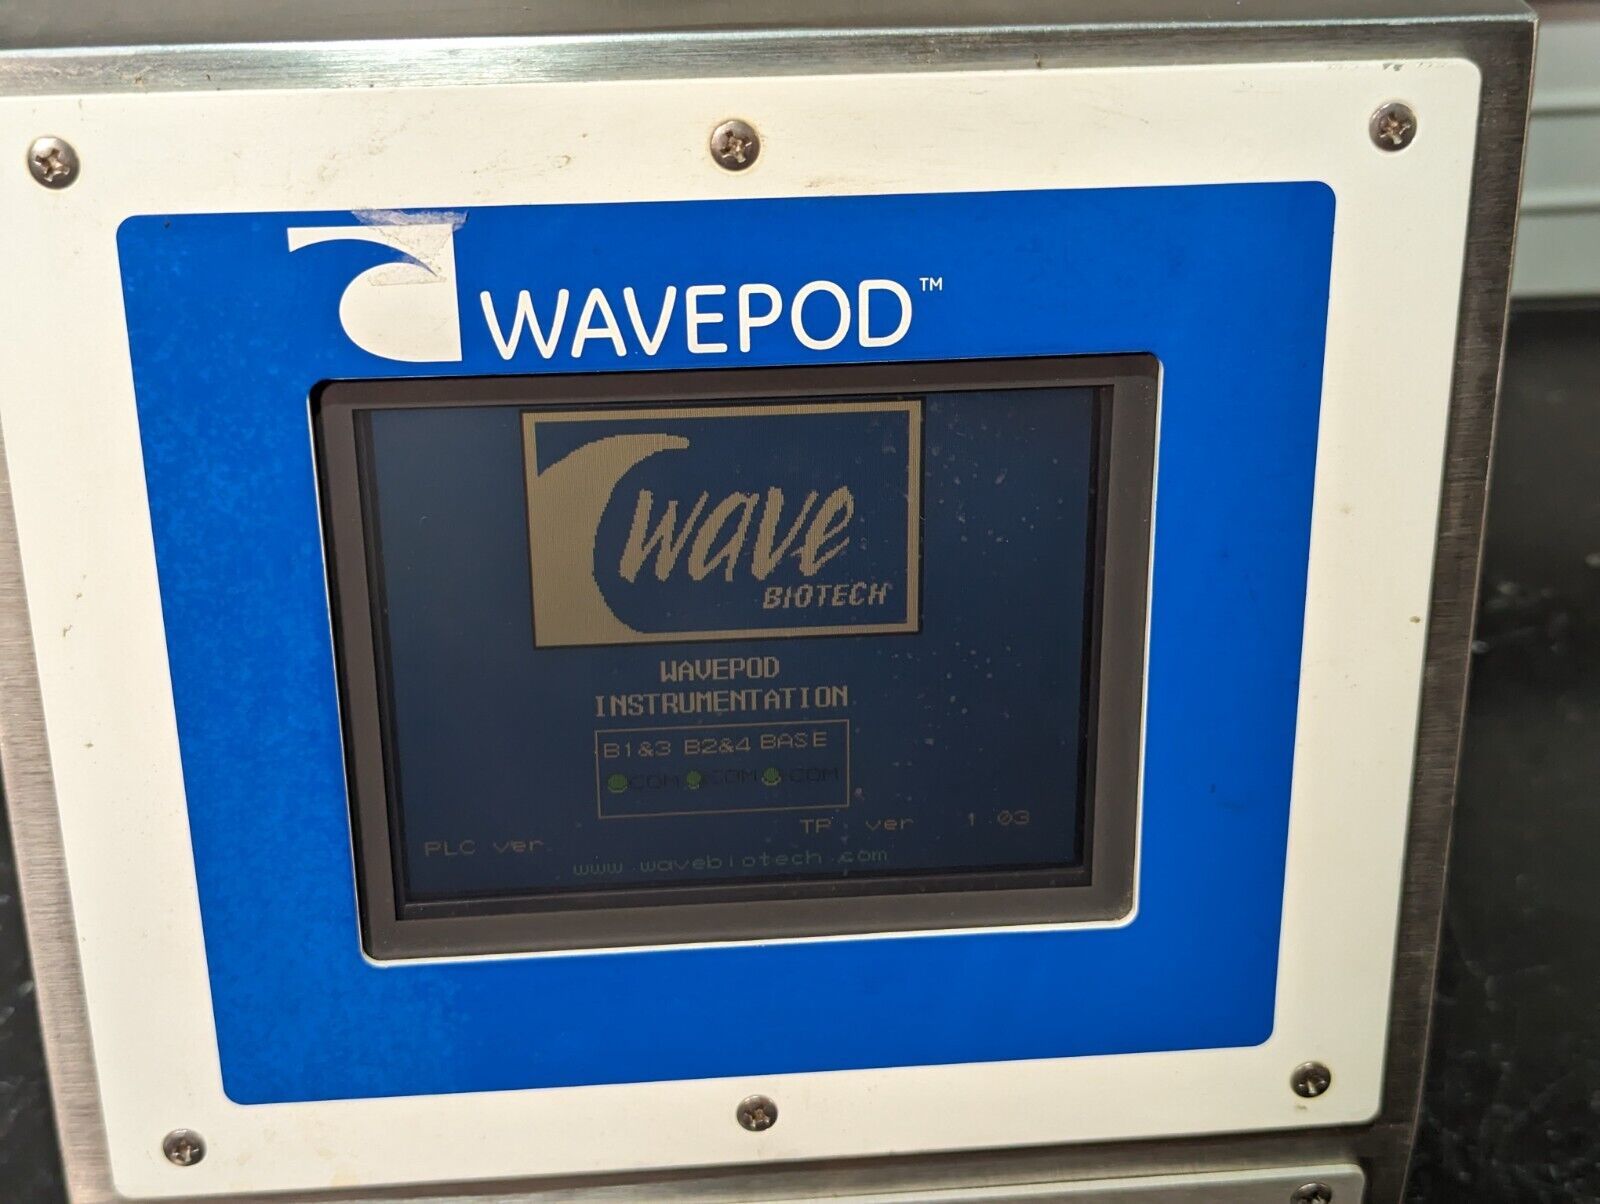 WAVEPOD™
wave
BIOTECH
WAVEPOD
INSTRUMENTATION
B1&3 B2&4 BASE
COM COM COM
TP ver 1.03
PLC ver
www.wavebiotech.com